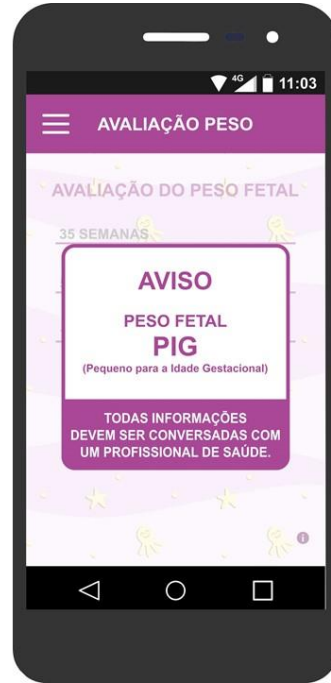 4G 11:03
AVALIAÇÃO PESO
AVALIAÇÃO DO PESO FETAL
35 SEMANAS
AVISO
PESO FETAL
PIG
(Pequeno para a Idade Gestacional)
TODAS INFORMAÇÕES
DEVEM SER CONVERSADAS COM
UM PROFISSIONAL DE SAÚDE.
i